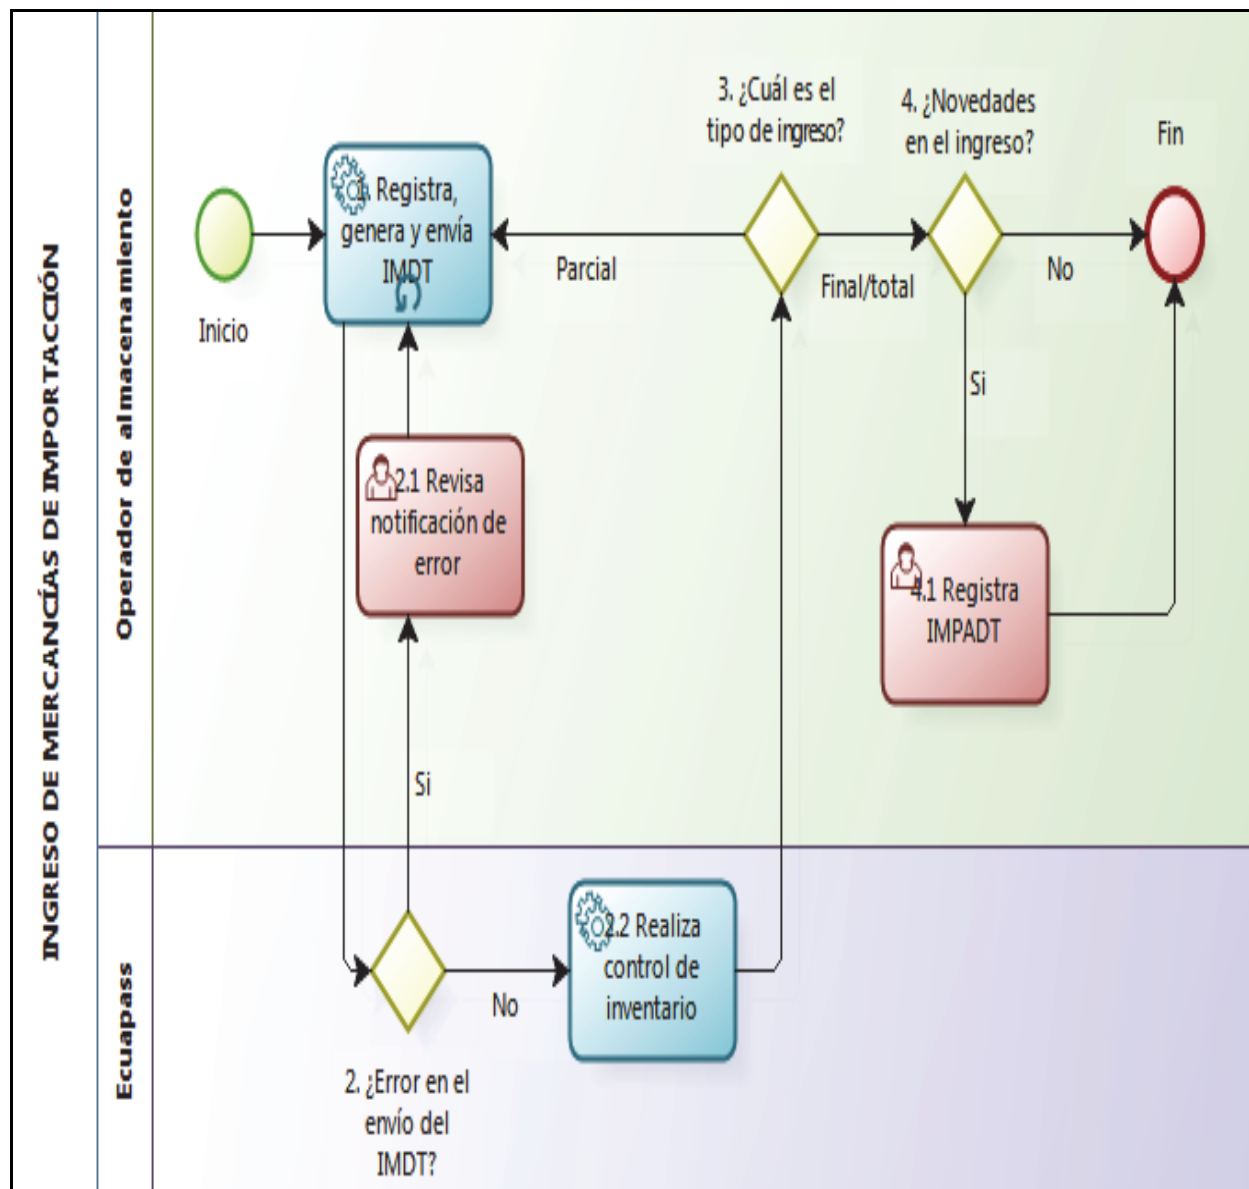 INGRESO DE MERCANCÍAS DE IMPORTACCIÓN
Operador de almacenamiento
Inicio
1. Registra,
genera y envía
IMDT
2.1 Revisa
notificación de
error
Si
3. ¿Cuál es el
tipo de ingreso?
Parcial
Final/total
4. ¿Novedades
en el ingreso?
No
Si
Fin
4.1 Registra
IMPADT
Ecuapass
2. ¿Error en el
envío del
IMDT?
No
2.2 Realiza
control de
inventario